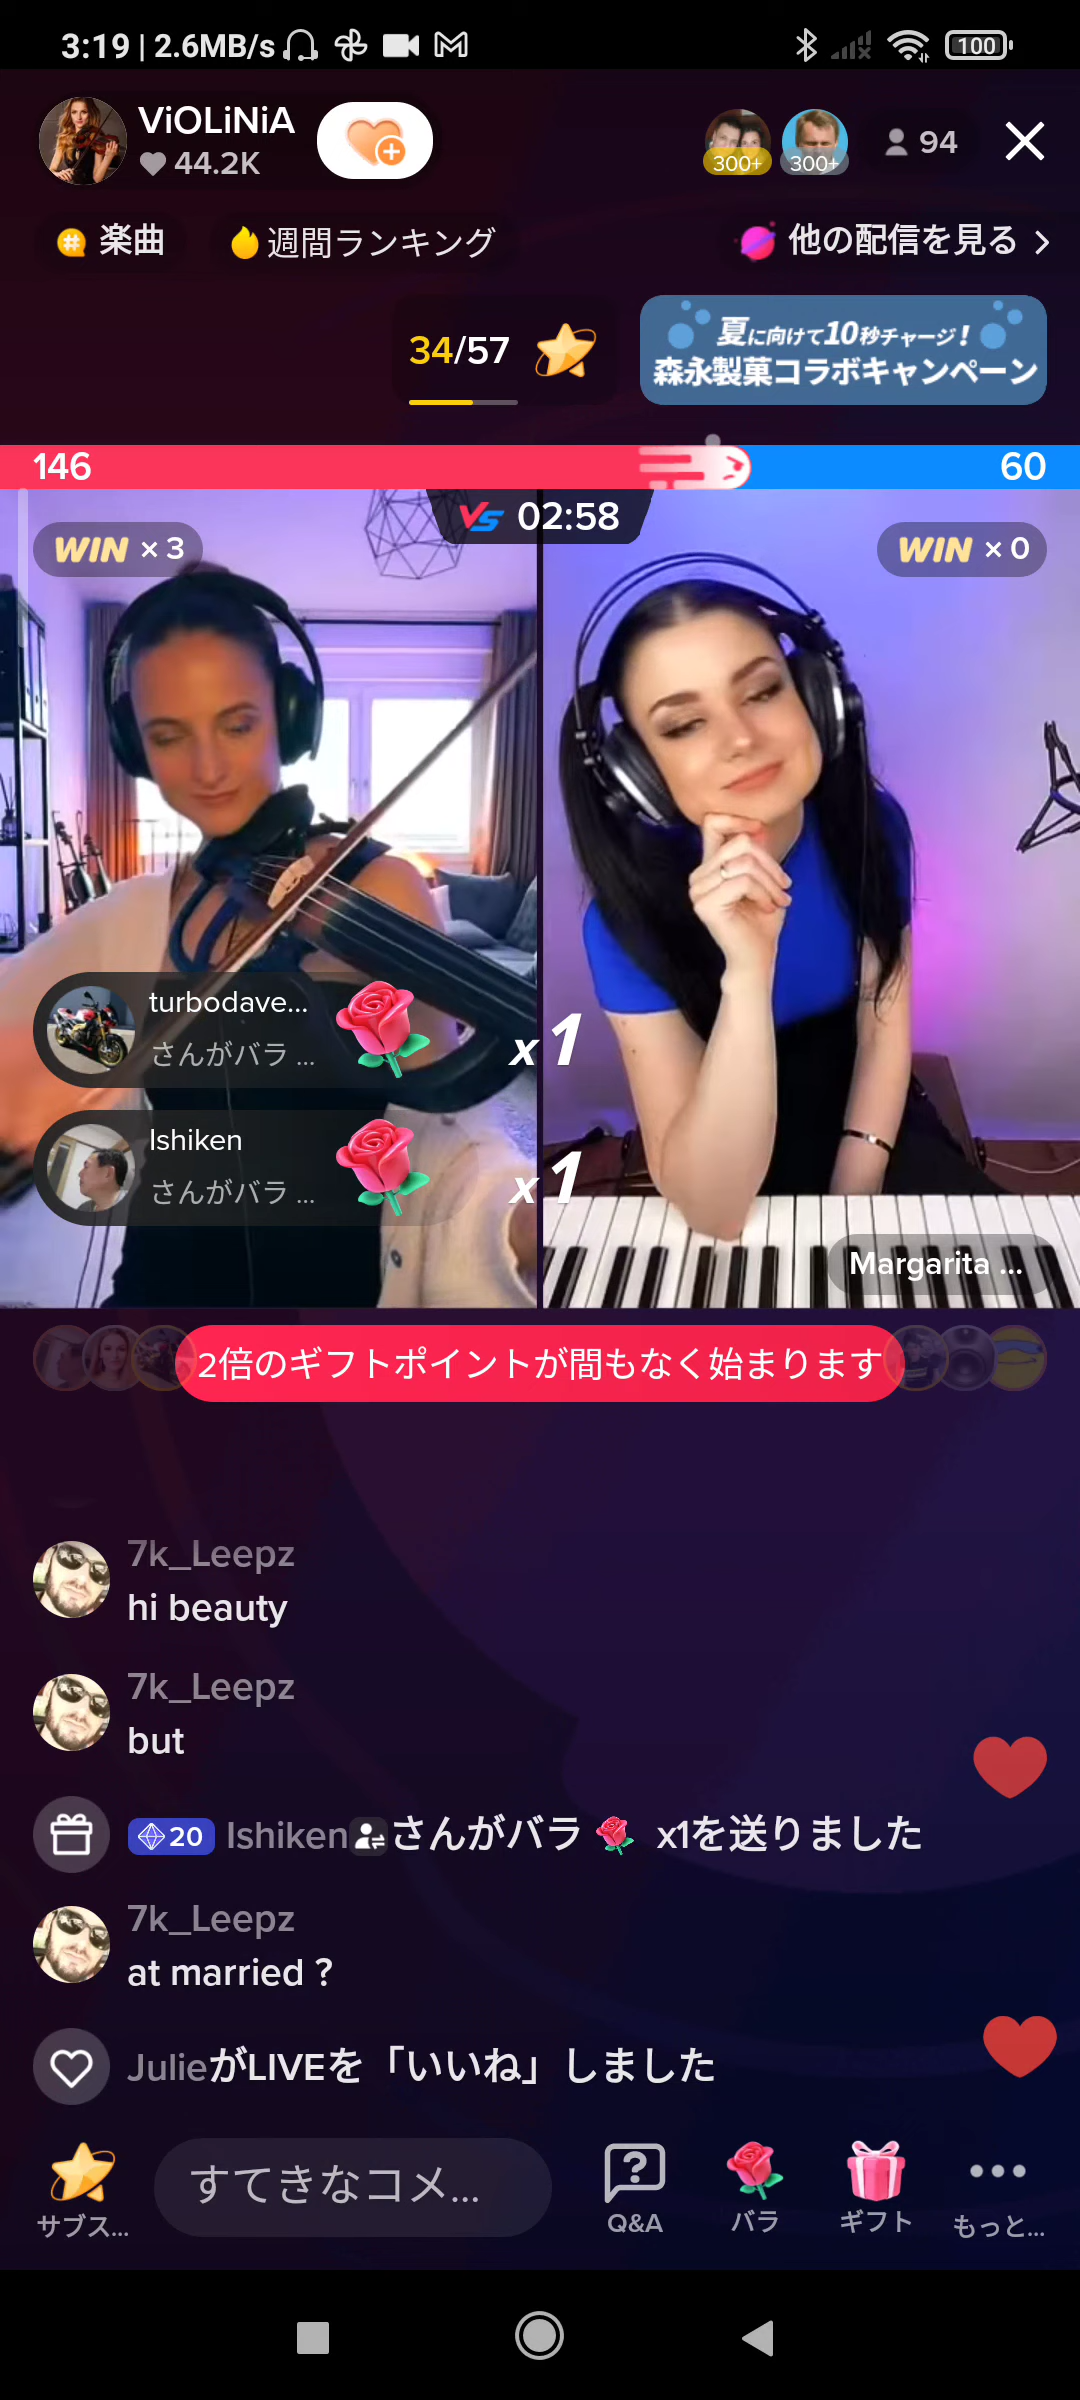 3:19 | 2.6MB/s
100
ViOLiNiA
44.2K
300+
300+
94
楽曲
週間ランキング
他の配信を見る
34/57
夏に向けて10秒チャージ!
森永製菓コラボキャンペーン
146
60
VS 02:58
WIN × 3
WIN × 0
turbodave...
さんがバラ ...
x1
Ishiken
さんがバラ ...
x1
Margarita ...
2倍のギフトポイントが間もなく始まります
7k_Leepz
hi beauty
7k_Leepz
but
20 Ishikenさんがバラ x1を送りました
7k_Leepz
at married ?
JulieがLIVEを「いいね」しました
サブス...
すてきなコメ...
Q&A
バラ
ギフト
もっと...